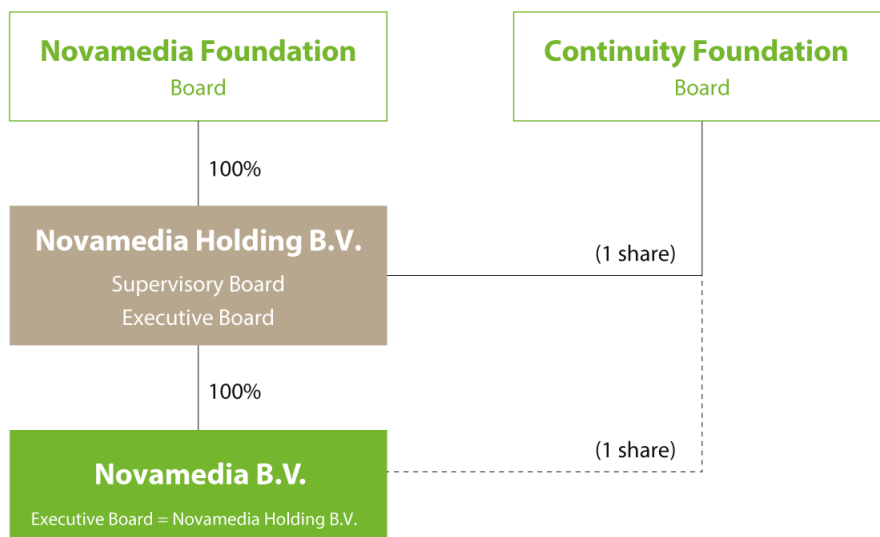 Novamedia Foundation
Board
Continuity Foundation
Board
100%
Novamedia Holding B.V.
Supervisory Board
Executive Board
(1 share)
100%
(1 share)
Novamedia B.V.
Executive Board = Novamedia Holding B.V.